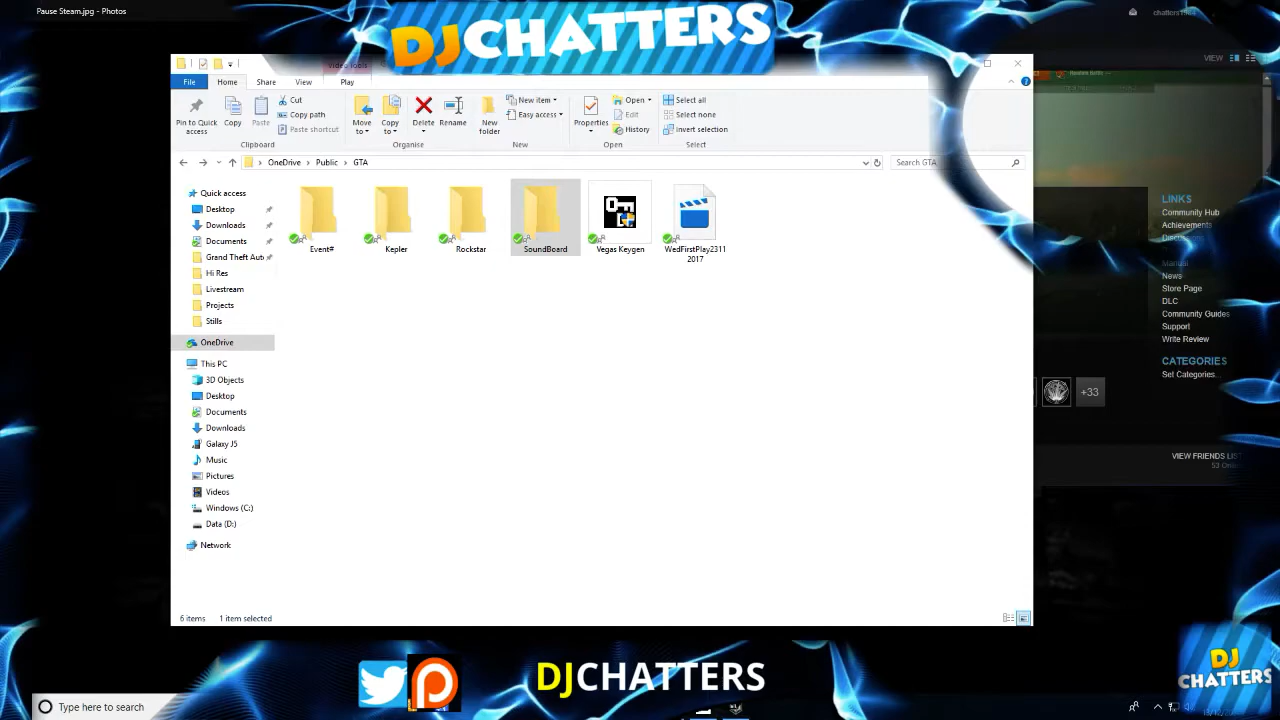 Pause Steam.jpg - Photos
DJCHATTERS
VIEW
File Home Share View Play
Pin to Quick access
Copy
Paste
Cut
Copy path
Paste shortcut
Clipboard
Move to
Copy to
Delete
Rename
Organise
New folder
New item
Easy access
New
Properties
Open
Edit
History
Open
Select all
Select none
Invert selection
Select
OneDrive > Public > GTA
Search GTA
Quick access
Desktop
Downloads
Documents
Grand Theft Aut
Hi Res
Livestream
Projects
Stills
OneDrive
This PC
3D Objects
Desktop
Documents
Downloads
Galaxy J5
Music
Pictures
Videos
Windows (C:)
Data (D:)
Network
Event#
Kepler
Rockstar
SoundBoard
Vegas Keygen
WedFirstPlay2311
2017
6 items 1 item selected
LINKS
Community Hub
Achievements
Manual
News
Store Page
DLC
Community Guides
Support
Write Review
CATEGORIES
Set Categories...
+33
VIEW FRIENDS LIS
DJCHATTERS
DJ
CHATTERS
Type here to search